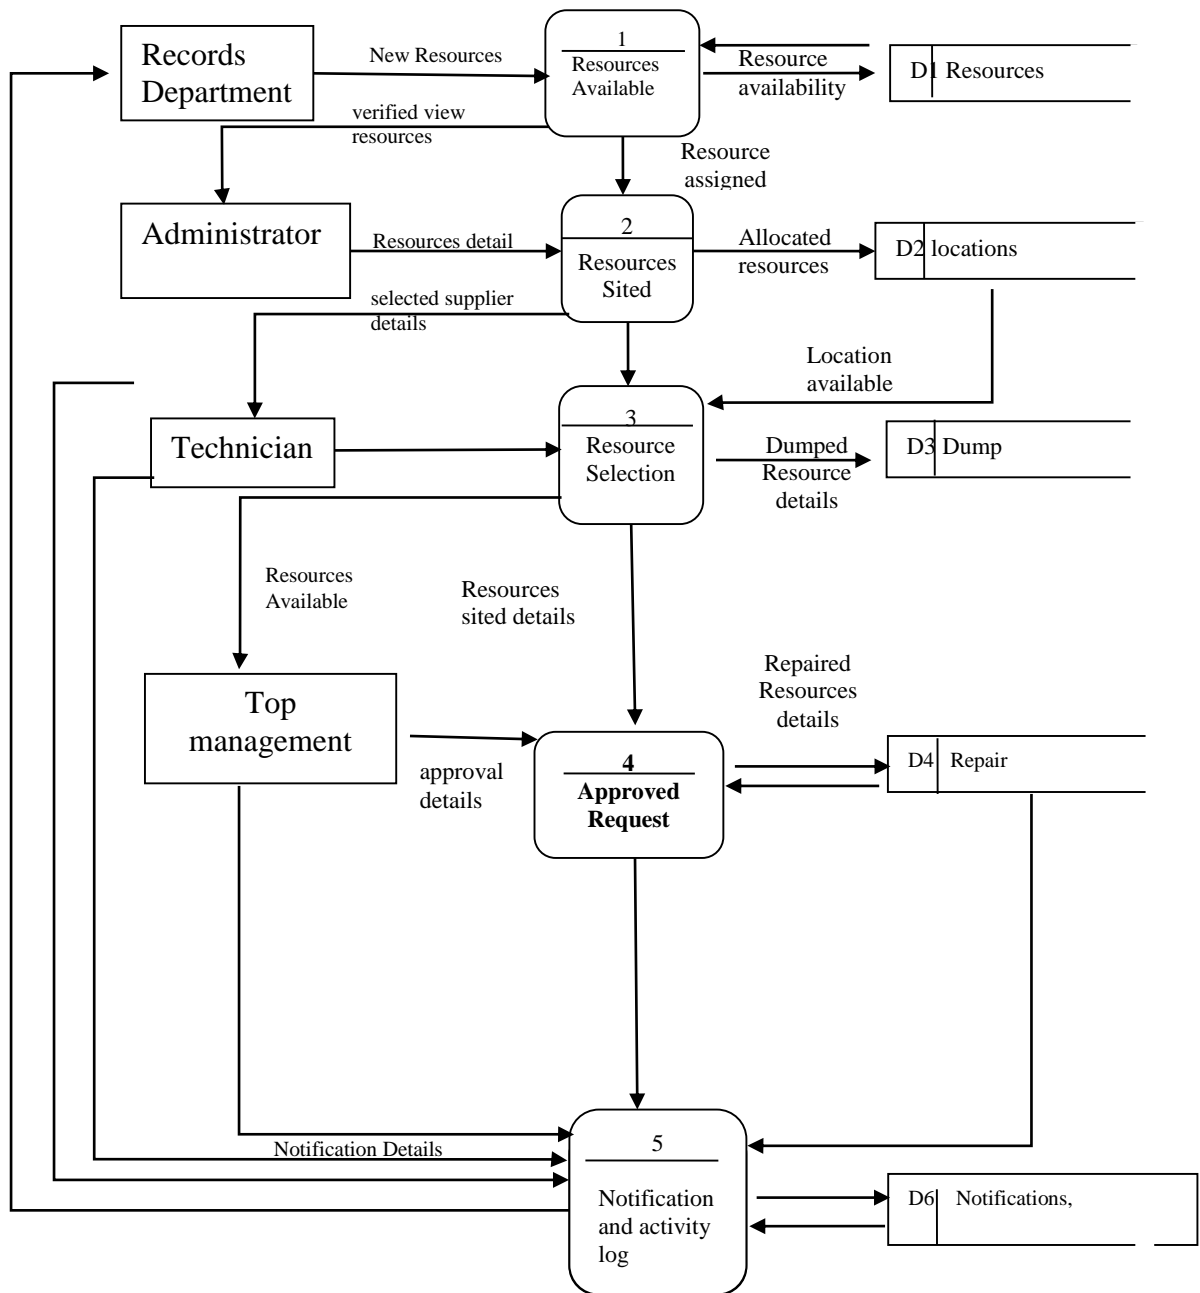 Records
Department
New Resources
1
Resources
Available
Resource
availability
D1 Resources
verified view
resources
Resource
assigned
Administrator
Resources detail
2
Resources
Sited
Allocated
resources
D2 locations
selected supplier
details
Location
available
Technician
3
Resource
Selection
Dumped
Resource
details
D3 Dump
Resources
Available
Resources
sited details
Repaired
Resources
details
Top
management
approval
details
4
Approved
Request
D4 Repair
Notification Details
5
Notification
and activity
log
D6 Notifications,